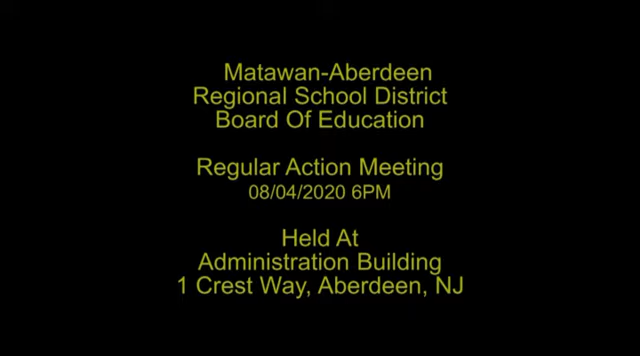 Matawan-Aberdeen
Regional School District
Board Of Education
Regular Action Meeting
08/04/2020 6PM
Held At
Administration Building
1 Crest Way, Aberdeen, NJ